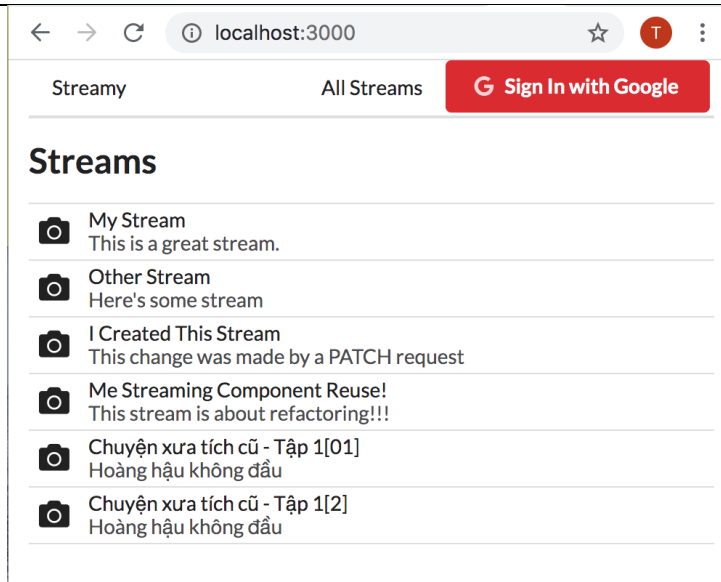 localhost:3000
T
Streamy
All Streams
G Sign In with Google
Streams
My Stream
This is a great stream.
Other Stream
Here's some stream
I Created This Stream
This change was made by a PATCH request
Me Streaming Component Reuse!
This stream is about refactoring!!!
Chuyện xưa tích cũ - Tập 1[01]
Hoàng hậu không đầu
Chuyện xưa tích cũ - Tập 1[2]
Hoàng hậu không đầu